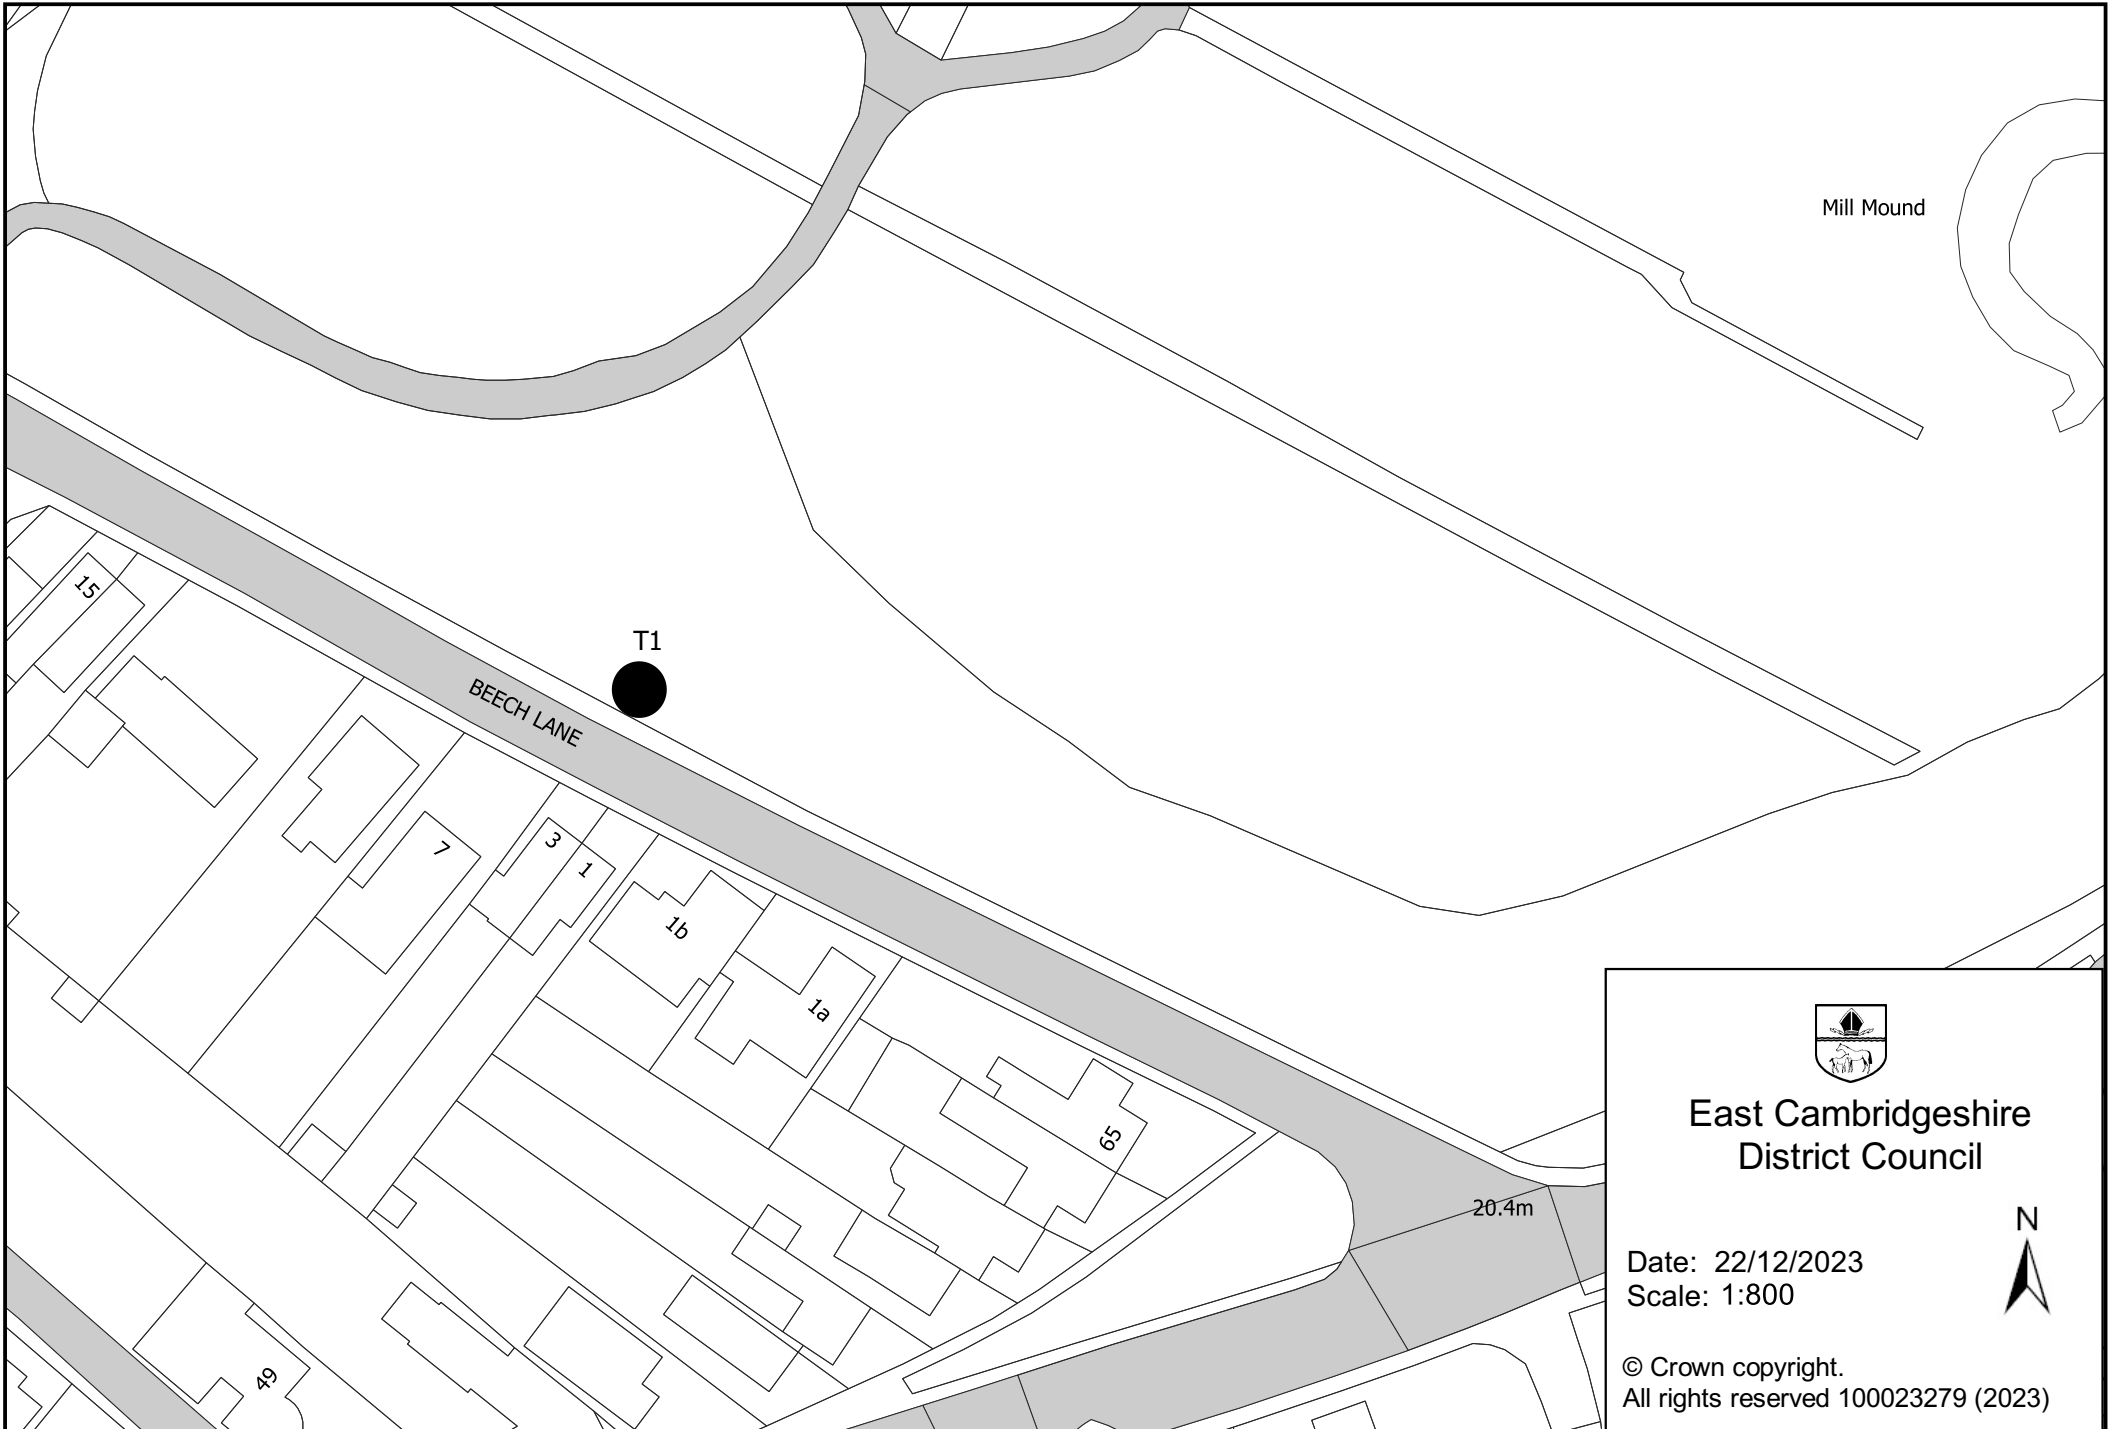 Mill Mound
15
T1
BEECH LANE
7
3
1
1b
1a
65
20.4m
49
East Cambridgeshire
District Council
N
Date: 22/12/2023
Scale: 1:800
© Crown copyright.
All rights reserved 100023279 (2023)